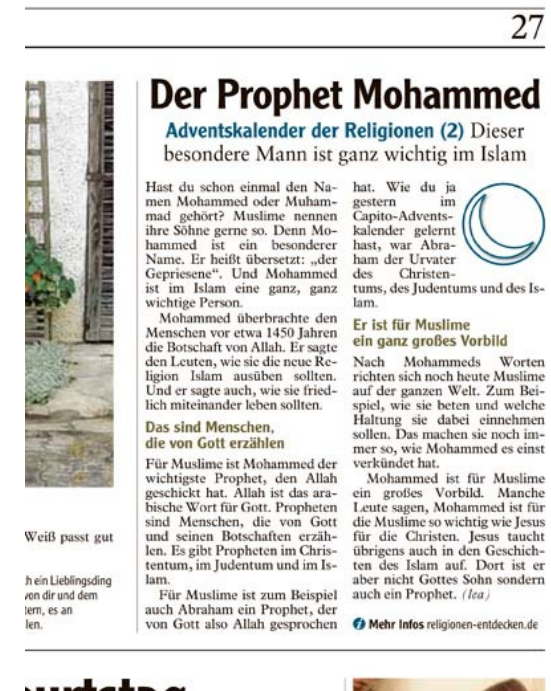 27
Der Prophet Mohammed
Adventskalender der Religionen (2) Dieser
besondere Mann ist ganz wichtig im Islam
Hast du schon einmal den Na-
men Mohammed oder Muham-
mad gehört? Muslime nennen
ihre Söhne gerne so. Denn Mo-
hammed ist ein besonderer
Name. Er heißt übersetzt: „der
Gepriesene“. Und Mohammed
ist im Islam eine ganz, ganz
wichtige Person.
Mohammed überbrachte den
Menschen vor etwa 1450 Jahren
die Botschaft von Allah. Er sagte
den Leuten, wie sie die neue Re-
ligion Islam ausüben sollten.
Und er sagte auch, wie sie fried-
lich miteinander leben sollten.
Das sind Menschen,
die von Gott erzählen
Für Muslime ist Mohammed der
wichtigste Prophet, den Allah
geschickt hat. Allah ist das ara-
bische Wort für Gott. Propheten
sind Menschen, die von Gott
und seinen Botschaften erzäh-
len. Es gibt Propheten im Chris-
tentum, im Judentum und im Is-
lam.
Für Muslime ist zum Beispiel
auch Abraham ein Prophet, der
von Gott also Allah gesprochen
hat. Wie du ja
gestern im
Capito-Advents-
kalender gelernt
hast, war Abra-
ham der Urvater
des Christen-
tums, des Judentums und des Is-
lam.
Er ist für Muslime
ein ganz großes Vorbild
Nach Mohammeds Worten
richten sich noch heute Muslime
auf der ganzen Welt. Zum Bei-
spiel, wie sie beten und welche
Haltung sie dabei einnehmen
sollen. Das machen sie noch im-
mer so, wie Mohammed es einst
verkündet hat.
Mohammed ist für Muslime
ein großes Vorbild. Manche
Leute sagen, Mohammed ist für
die Muslime so wichtig wie Jesus
für die Christen. Jesus taucht
übrigens auch in den Geschich-
ten des Islam auf. Dort ist er
aber nicht Gottes Sohn sondern
auch ein Prophet. (lea)
Mehr Infos religionen-entdecken.de
Weiß passt gut
ein Lieblingsding
von dir und dem
es an
len.